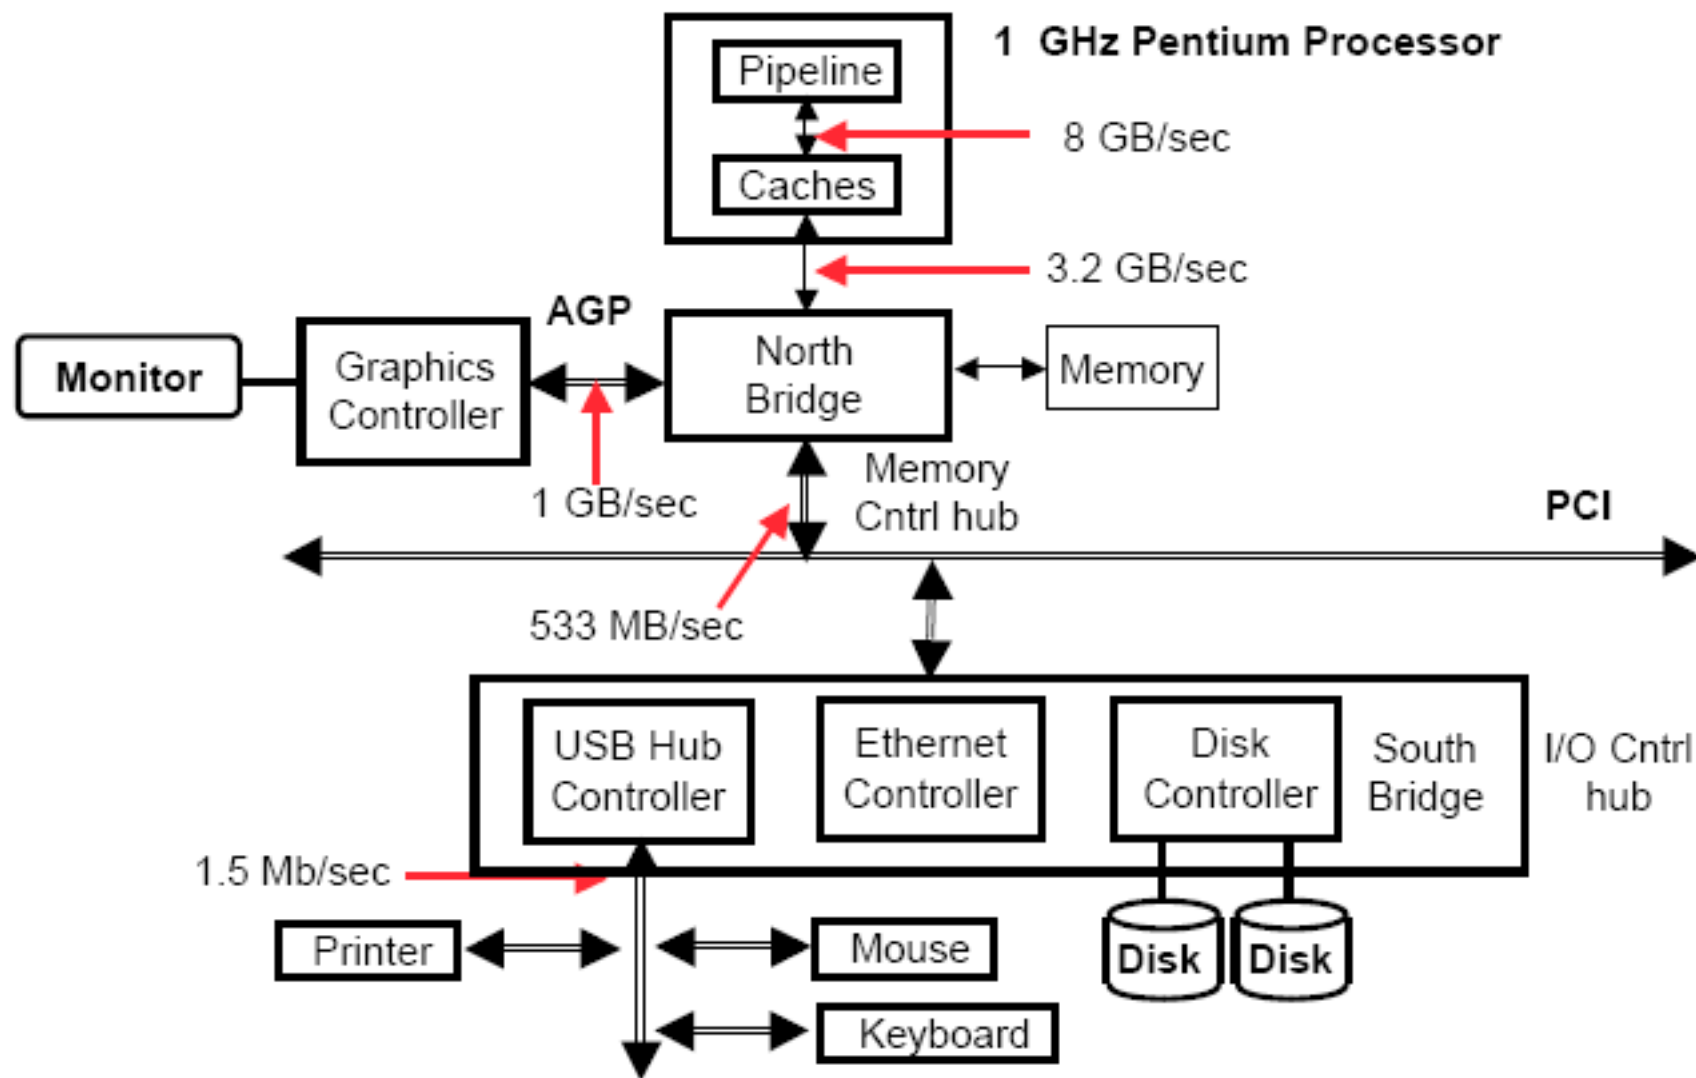 1 GHz Pentium Processor
Pipeline
8 GB/sec
Caches
3.2 GB/sec
AGP
Monitor
Graphics
Controller
North
Bridge
Memory
1 GB/sec
Memory
Cntrl hub
PCI
533 MB/sec
USB Hub
Controller
Ethernet
Controller
Disk
Controller
South
Bridge
I/O Cntrl
hub
1.5 Mb/sec
Printer
Mouse
Disk
Disk
Keyboard